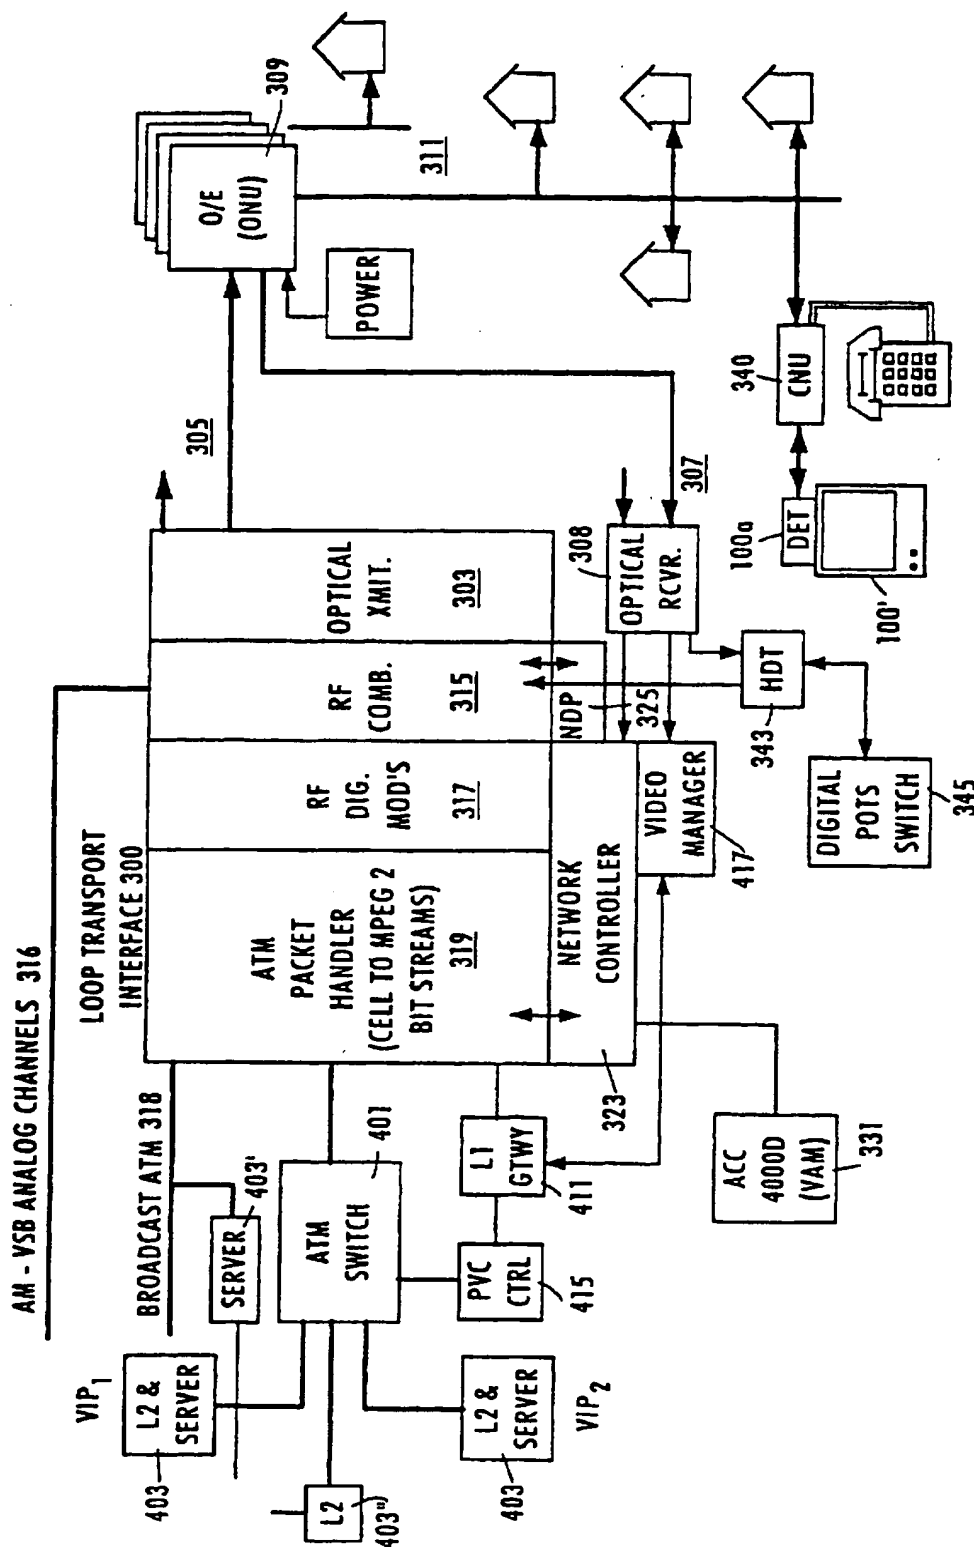 AM - VSB ANALOG CHANNELS 316
LOOP TRANSPORT
INTERFACE 300
BROADCAST ATM 318
VIP1
L2 &
SERVER
403
SERVER
403'
L2
403"
L2 &
SERVER
403
VIP2
ATM
SWITCH
401
PVC
CTRL
415
L1
GTWY
411
ATM
PACKET
HANDLER
(CELL TO MPEG 2
BIT STREAMS)
319
RF
DIG.
MOD'S
317
RF
COMB.
315
OPTICAL
XMIT.
303
NETWORK
CONTROLLER
323
NDP
325
VIDEO
MANAGER
417
ACC
4000D
(VAM)
331
OPTICAL
RCVR.
308
HDT
343
DIGITAL
POTS
SWITCH
345
305
307
O/E
(ONU)
309
POWER
311
CNU
340
DET
100a
100'